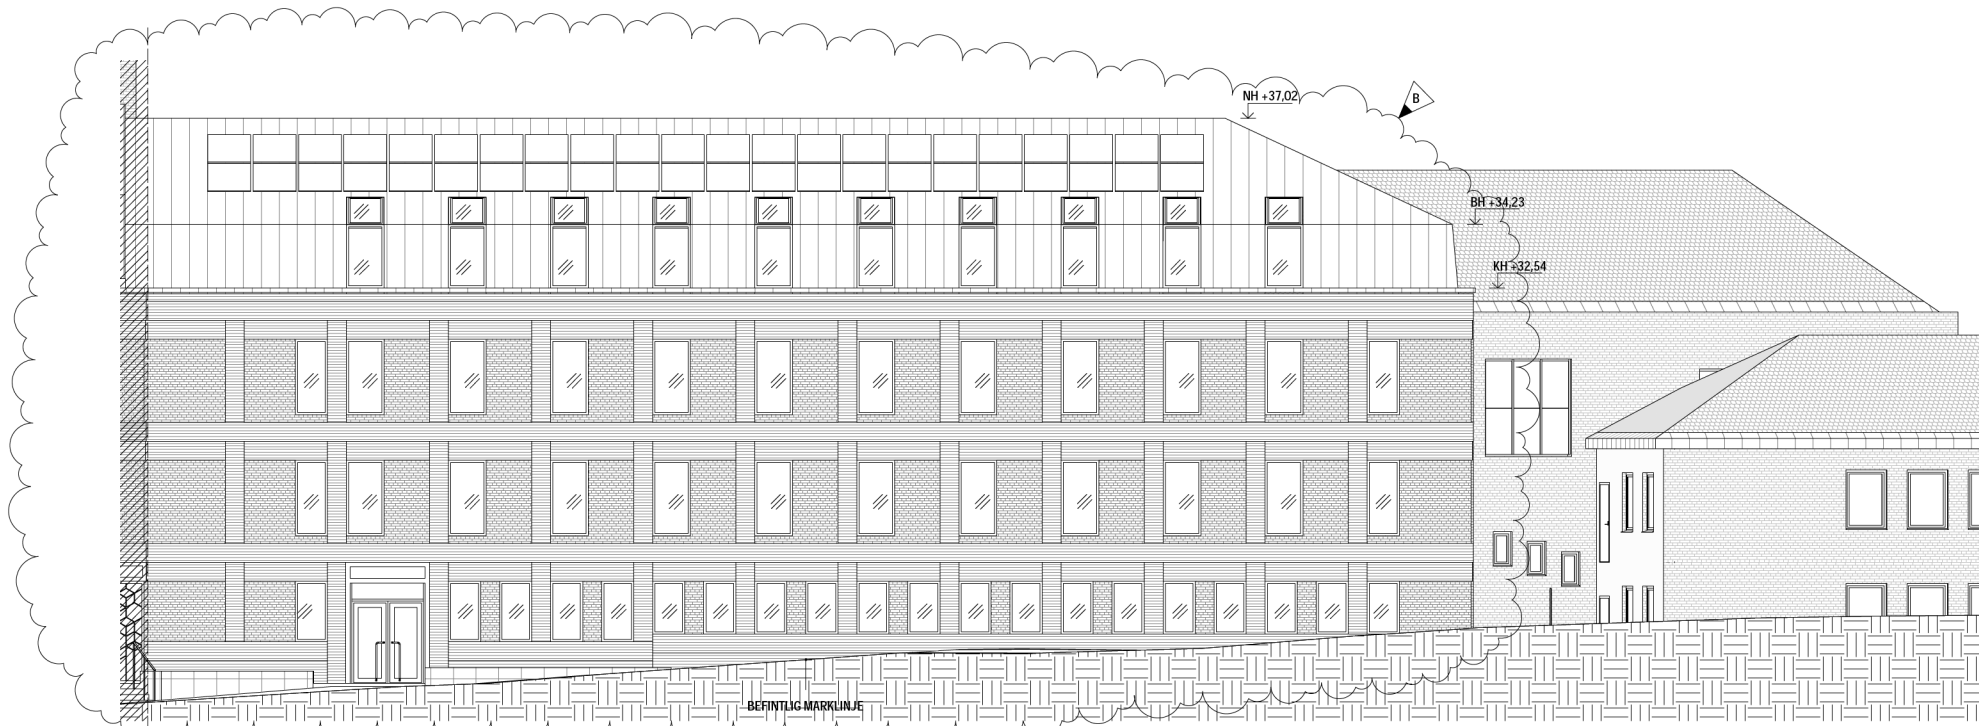 NH +37,02
B
BH +34,23
KH +32,54
BEFINTLIG MARKLINJE